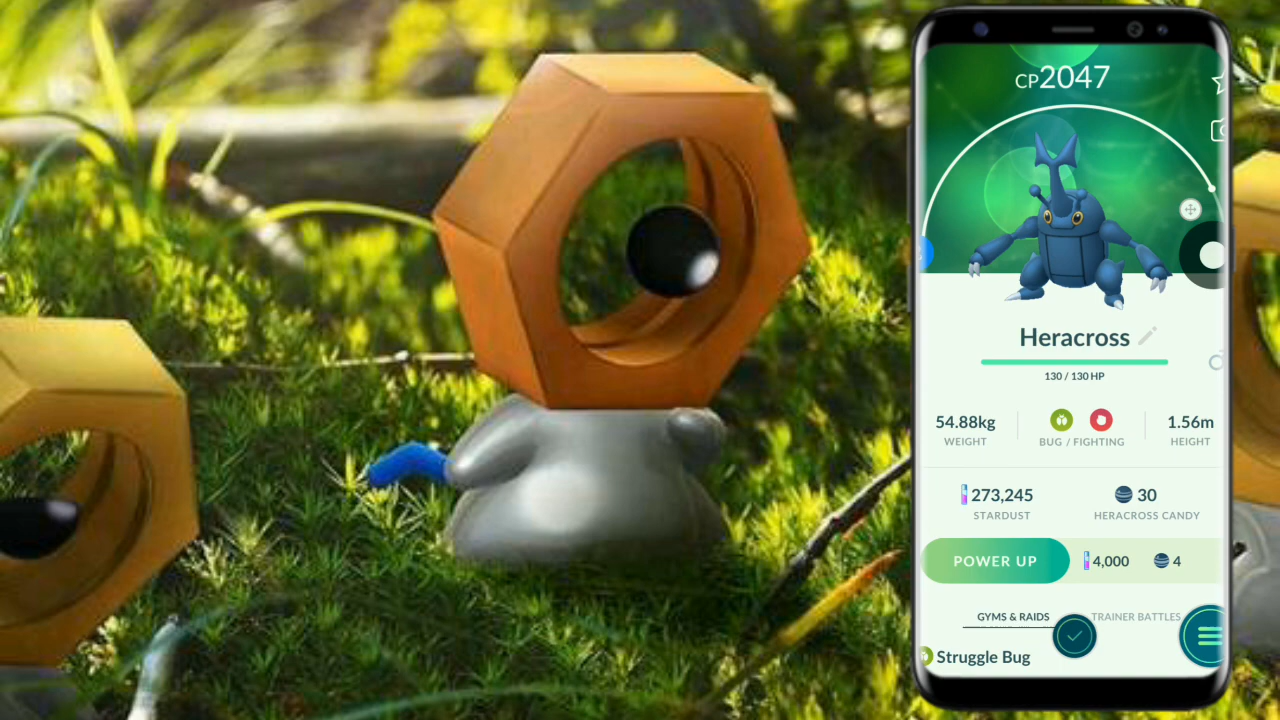 CP2047
Heracross
130 / 130 HP
54.88kg
WEIGHT
BUG / FIGHTING
1.56m
HEIGHT
273,245
STARDUST
30
HERACROSS CANDY
POWER UP
4,000
4
GYMS & RAIDS
TRAINER BATTLES
Struggle Bug